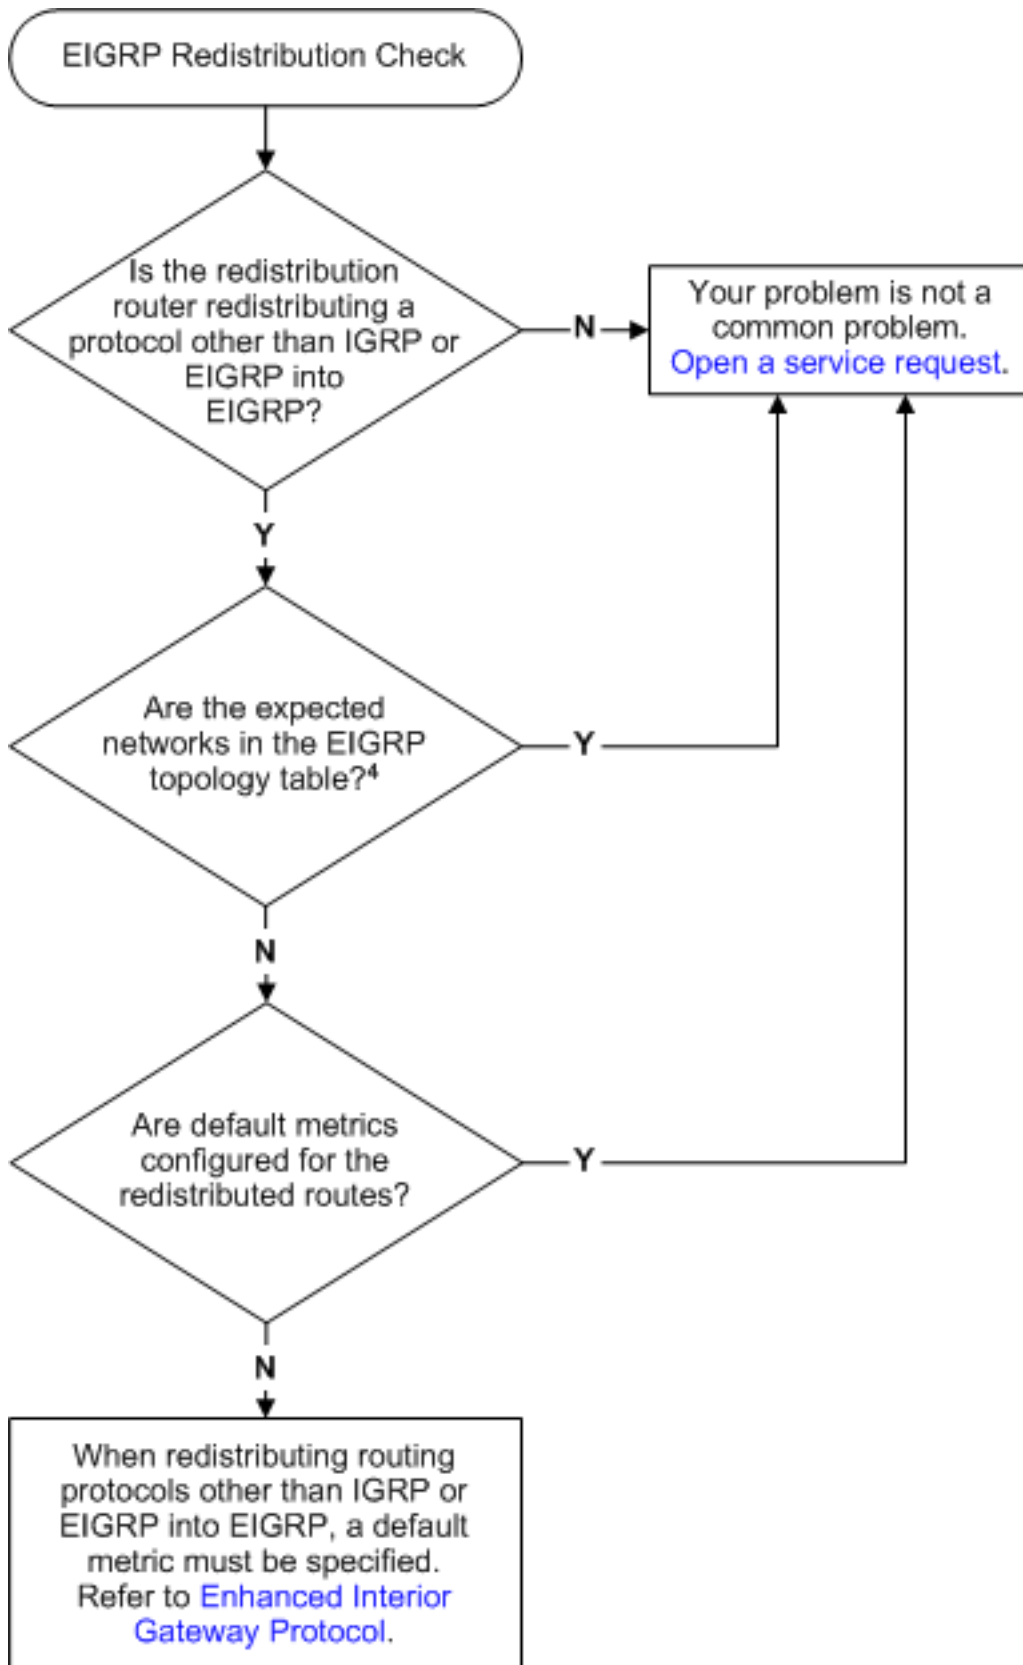 EIGRP Redistribution Check
Is the redistribution
router redistributing a
protocol other than IGRP or
EIGRP into
EIGRP?
N
Your problem is not a
common problem.
Open a service request.
Y
Are the expected
networks in the EIGRP
topology table?⁴
Y
N
Are default metrics
configured for the
redistributed routes?
Y
N
When redistributing routing
protocols other than IGRP or
EIGRP into EIGRP, a default
metric must be specified.
Refer to Enhanced Interior
Gateway Protocol.